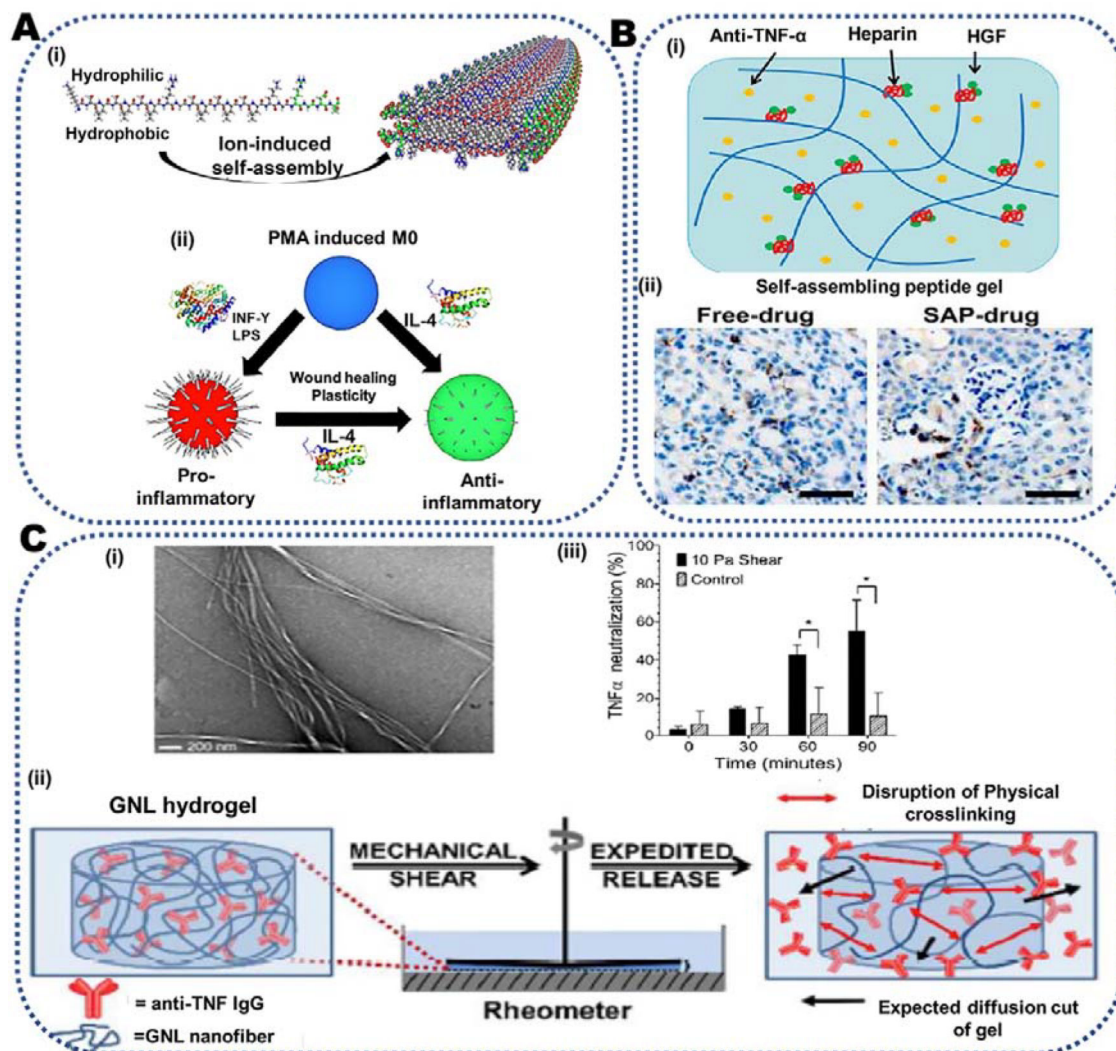 A
(i)
Hydrophilic
Hydrophobic
Ion-induced
self-assembly
(ii)
PMA induced M0
INF-Y
LPS
IL-4
Wound healing
Plasticity
IL-4
Pro-
inflammatory
Anti-
inflammatory
B
(i)
Anti-TNF-α
Heparin
HGF
Self-assembling peptide gel
(ii)
Free-drug
SAP-drug
C
(i)
200 nm
(iii)
TNFα neutralization (%)
100
80
60
40
20
0
10 Pa Shear
Control
*
*
0
30
60
90
Time (minutes)
(ii)
GNL hydrogel
= anti-TNF IgG
=GNL nanofiber
MECHANICAL
SHEAR
EXPEDITED
RELEASE
Rheometer
Disruption of Physical
crosslinking
Expected diffusion cut
of gel